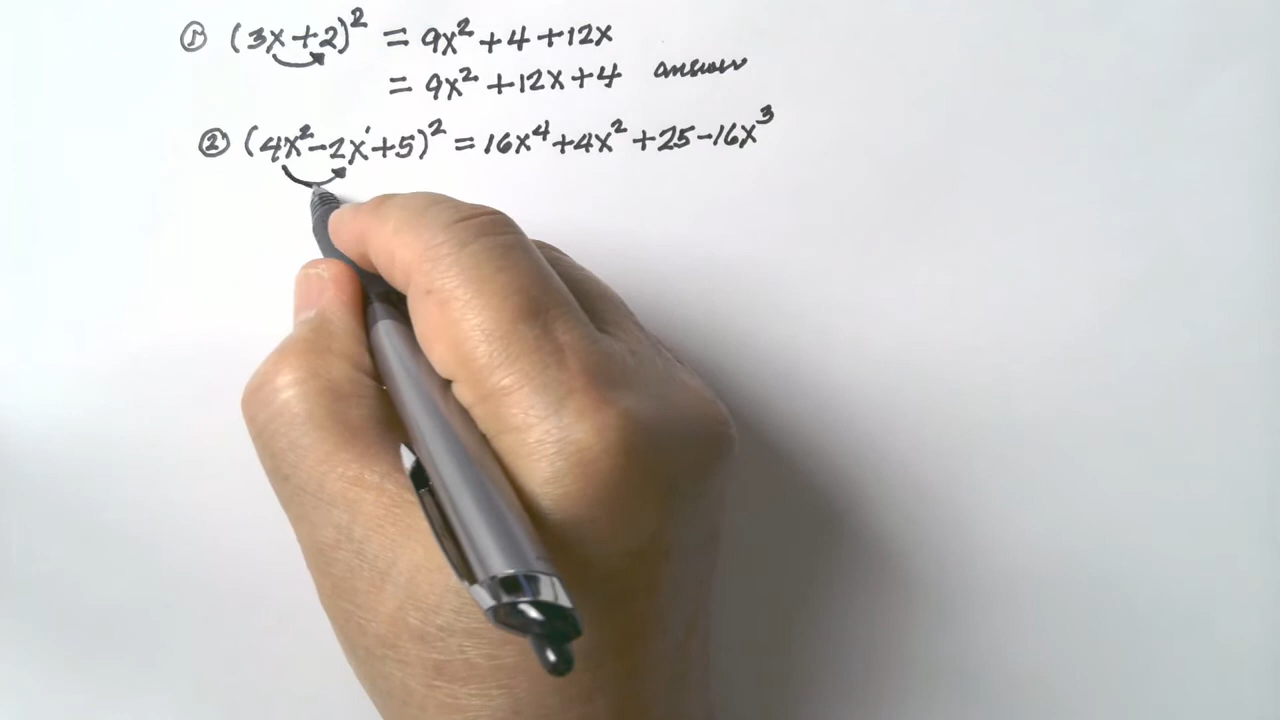 ① (3x+2)² = 9x²+4+12x
= 9x²+12x+4 answer
② (4x²-2x¹+5)² = 16x⁴+4x²+25-16x³